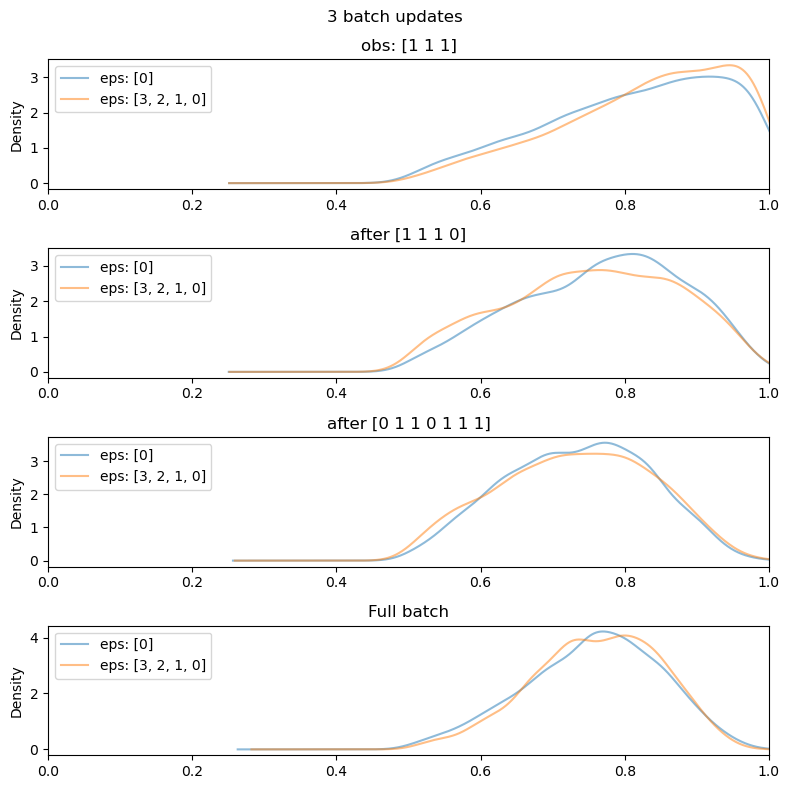 3 batch updates
obs: [1 1 1]
Density
3
2
1
0
eps: [0]
eps: [3, 2, 1, 0]
0.0 0.2 0.4 0.6 0.8 1.0
after [1 1 1 0]
Density
3
2
1
0
eps: [0]
eps: [3, 2, 1, 0]
0.0 0.2 0.4 0.6 0.8 1.0
after [0 1 1 0 1 1 1]
Density
3
2
1
0
eps: [0]
eps: [3, 2, 1, 0]
0.0 0.2 0.4 0.6 0.8 1.0
Full batch
Density
4
2
0
eps: [0]
eps: [3, 2, 1, 0]
0.0 0.2 0.4 0.6 0.8 1.0